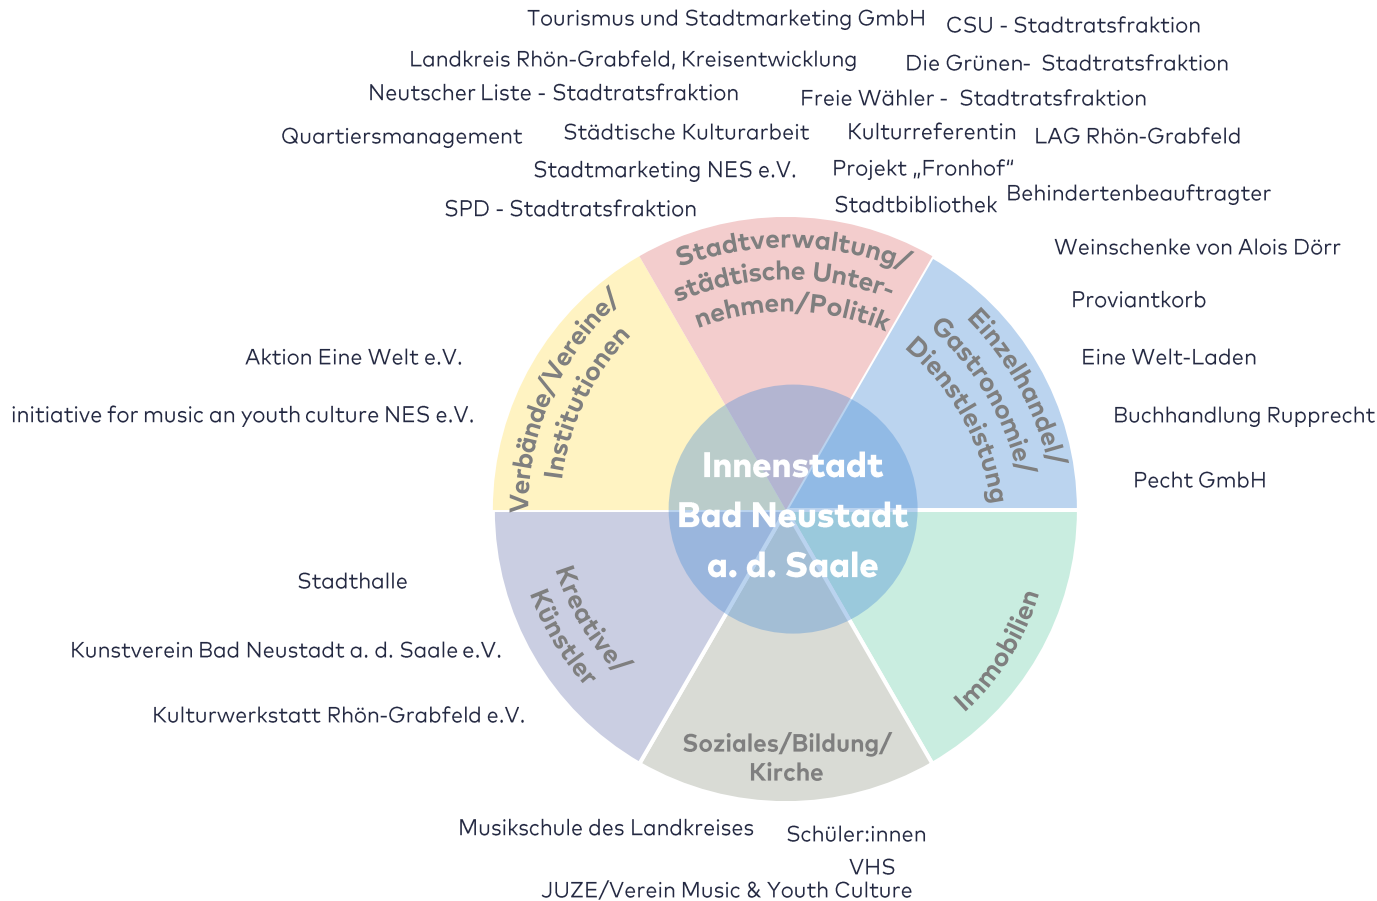 Tourismus und Stadtmarketing GmbH
CSU - Stadtratsfraktion
Landkreis Rhön-Grabfeld, Kreisentwicklung
Die Grünen- Stadtratsfraktion
Neutscher Liste - Stadtratsfraktion
Freie Wähler - Stadtratsfraktion
Quartiersmanagement
Städtische Kulturarbeit
Kulturreferentin
LAG Rhön-Grabfeld
Stadtmarketing NES e.V.
Projekt „Fronhof“
Behindertenbeauftragter
SPD - Stadtratsfraktion
Stadtbibliothek
Stadtverwaltung/
städtische Unter-
nehmen/Politik
Weinschenke von Alois Dörr
Proviantkorb
Eine Welt-Laden
Buchhandlung Rupprecht
Pecht GmbH
Einzelhandel/
Gastronomie/
Dienstleistung
Aktion Eine Welt e.V.
initiative for music an youth culture NES e.V.
Verbände/Vereine/
Institutionen
Innenstadt
Bad Neustadt
a. d. Saale
Stadthalle
Kunstverein Bad Neustadt a. d. Saale e.V.
Kulturwerkstatt Rhön-Grabfeld e.V.
Kreative/
Künstler
Immobilien
Soziales/Bildung/
Kirche
Musikschule des Landkreises
Schüler:innen
VHS
JUZE/Verein Music & Youth Culture